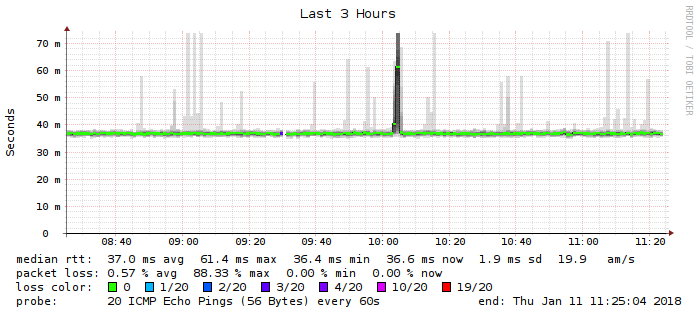 Last 3 Hours
RRDTOOL / TOBI OETIKER
Seconds
70 m
60 m
50 m
40 m
30 m
20 m
10 m
0
08:40 09:00 09:20 09:40 10:00 10:20 10:40 11:00 11:20
median rtt: 37.0 ms avg 61.4 ms max 36.4 ms min 36.6 ms now 1.9 ms sd 19.9 am/s
packet loss: 0.57 % avg 88.33 % max 0.00 % min 0.00 % now
loss color: 0 1/20 2/20 3/20 4/20 10/20 19/20
probe: 20 ICMP Echo Pings (56 Bytes) every 60s end: Thu Jan 11 11:25:04 2018